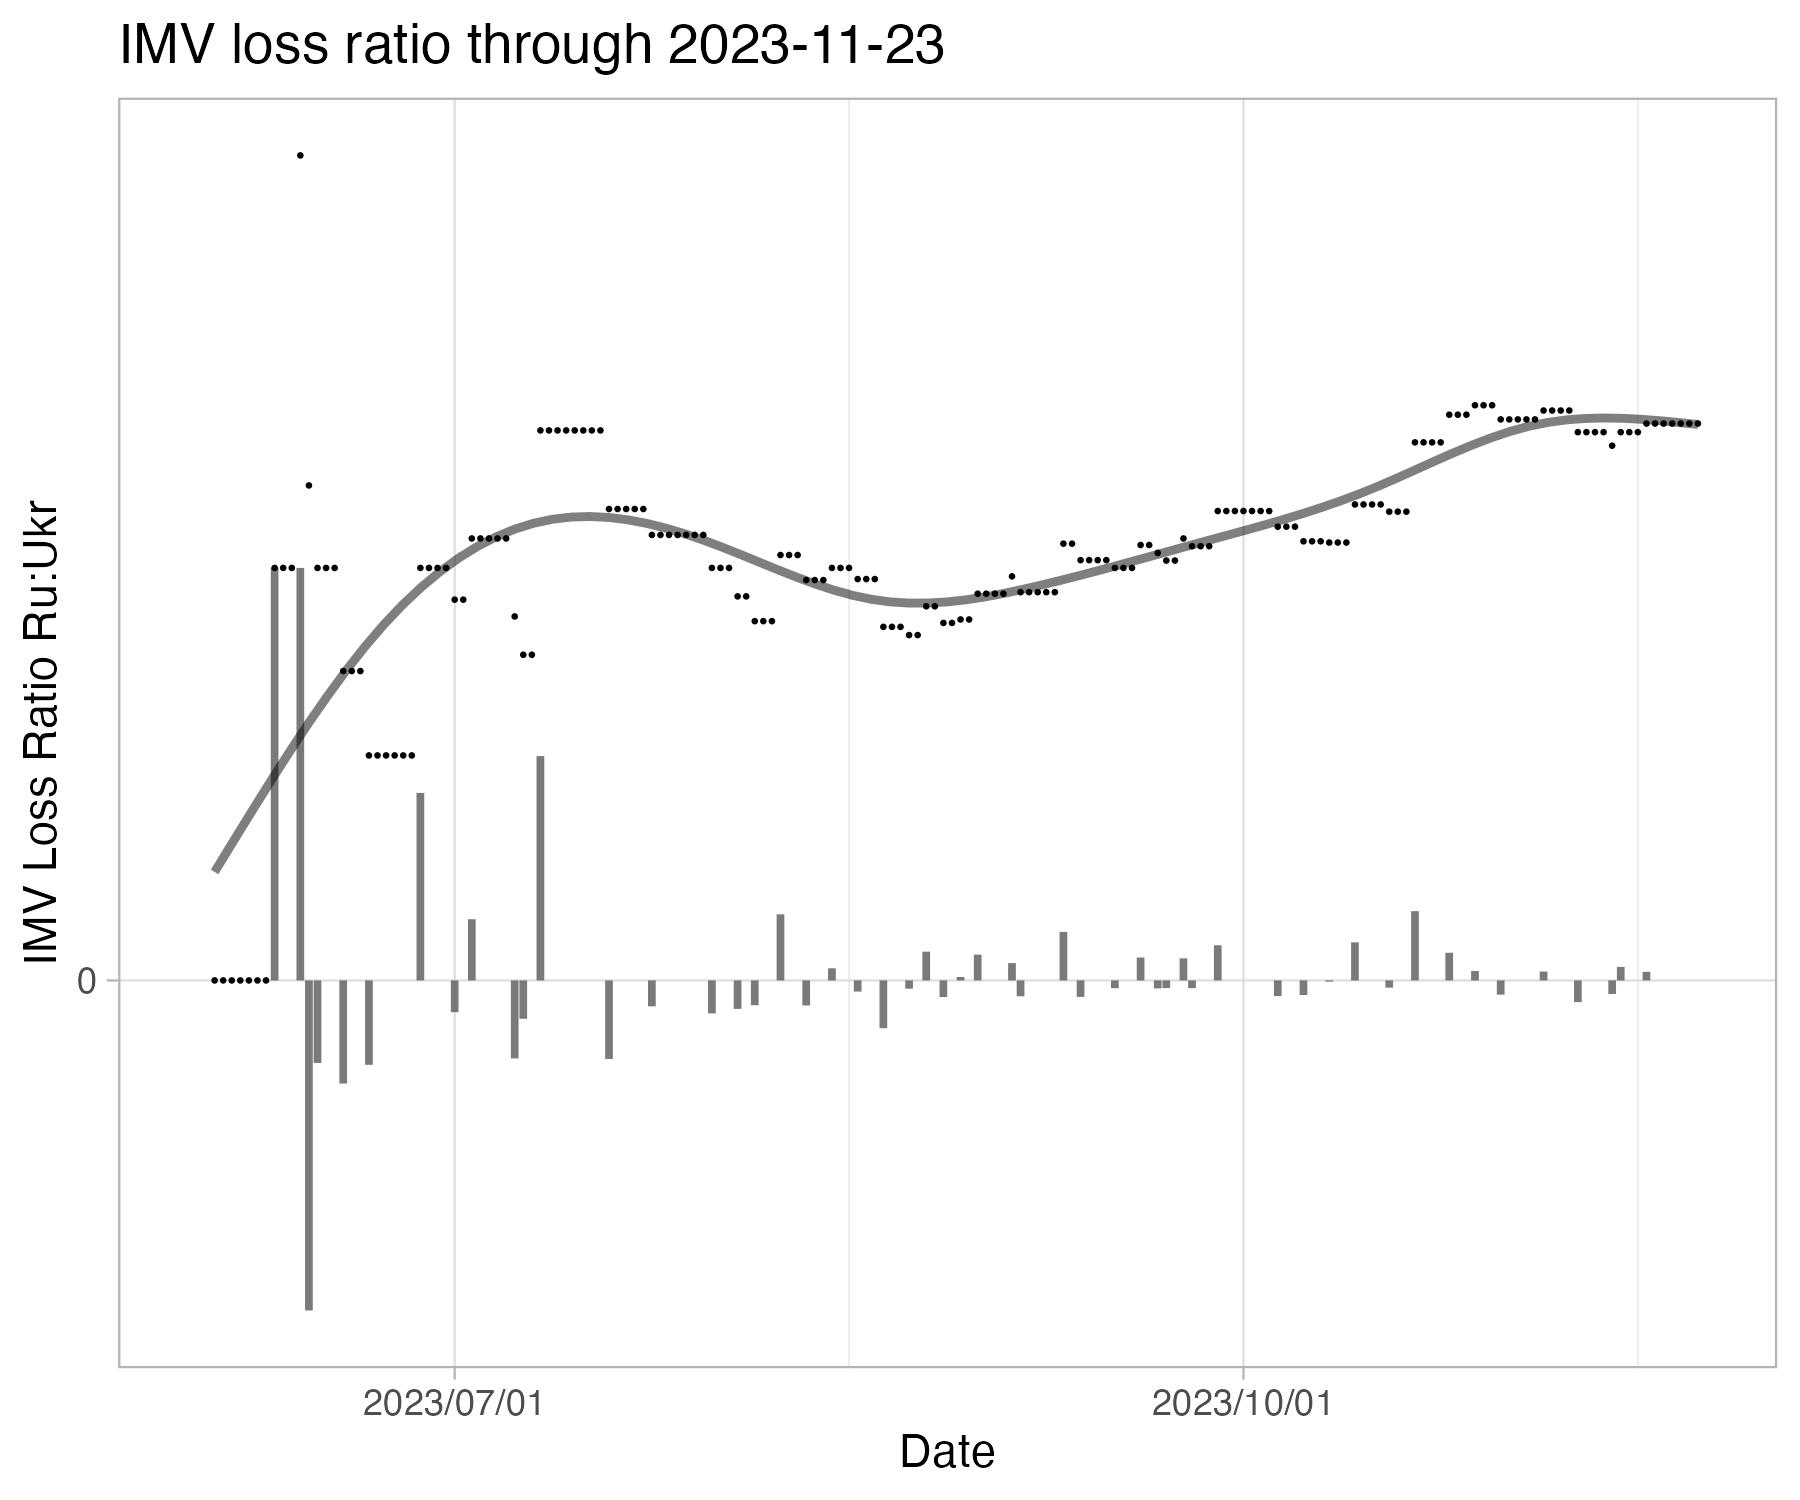 IMV loss ratio through 2023-11-23
IMV Loss Ratio Ru:Ukr
0
2023/07/01
2023/10/01
Date